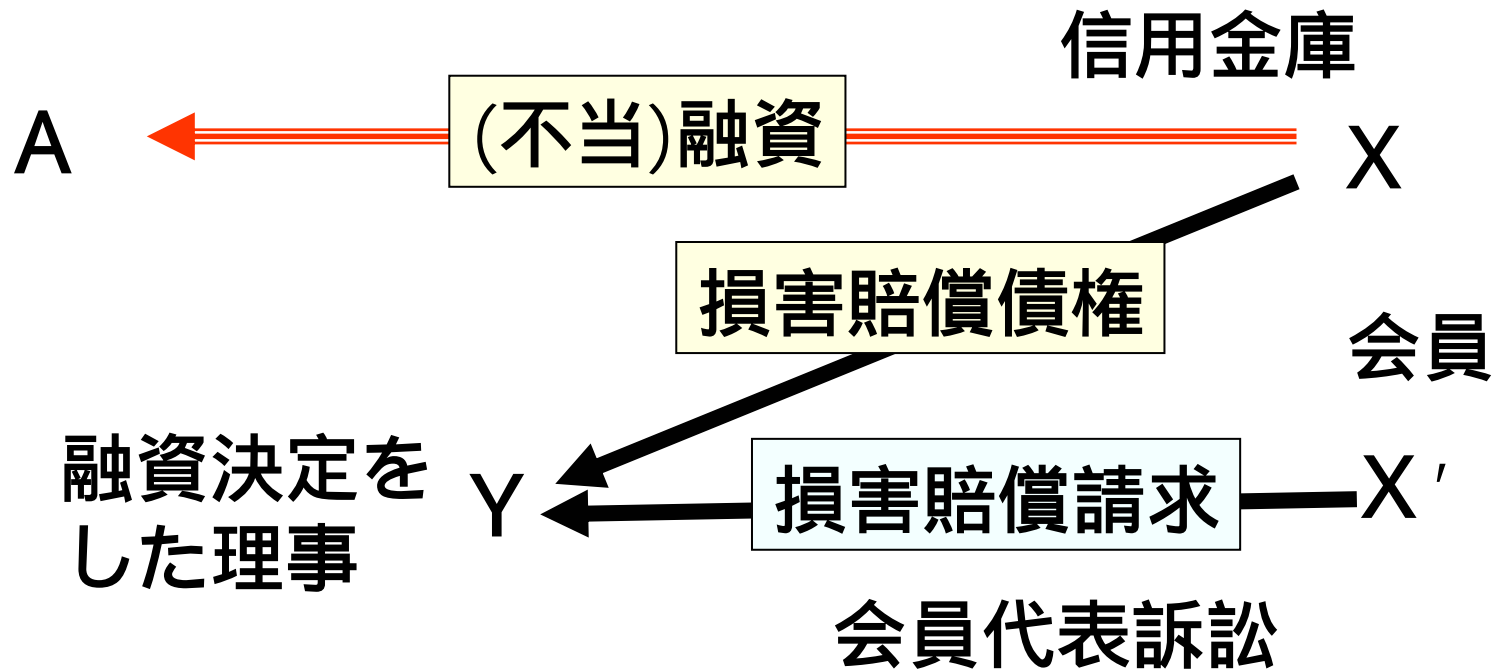 信用金庫
A
(不当)融資
X
損害賠償債権
会員
融資決定を
した理事
Y
損害賠償請求
X′
会員代表訴訟